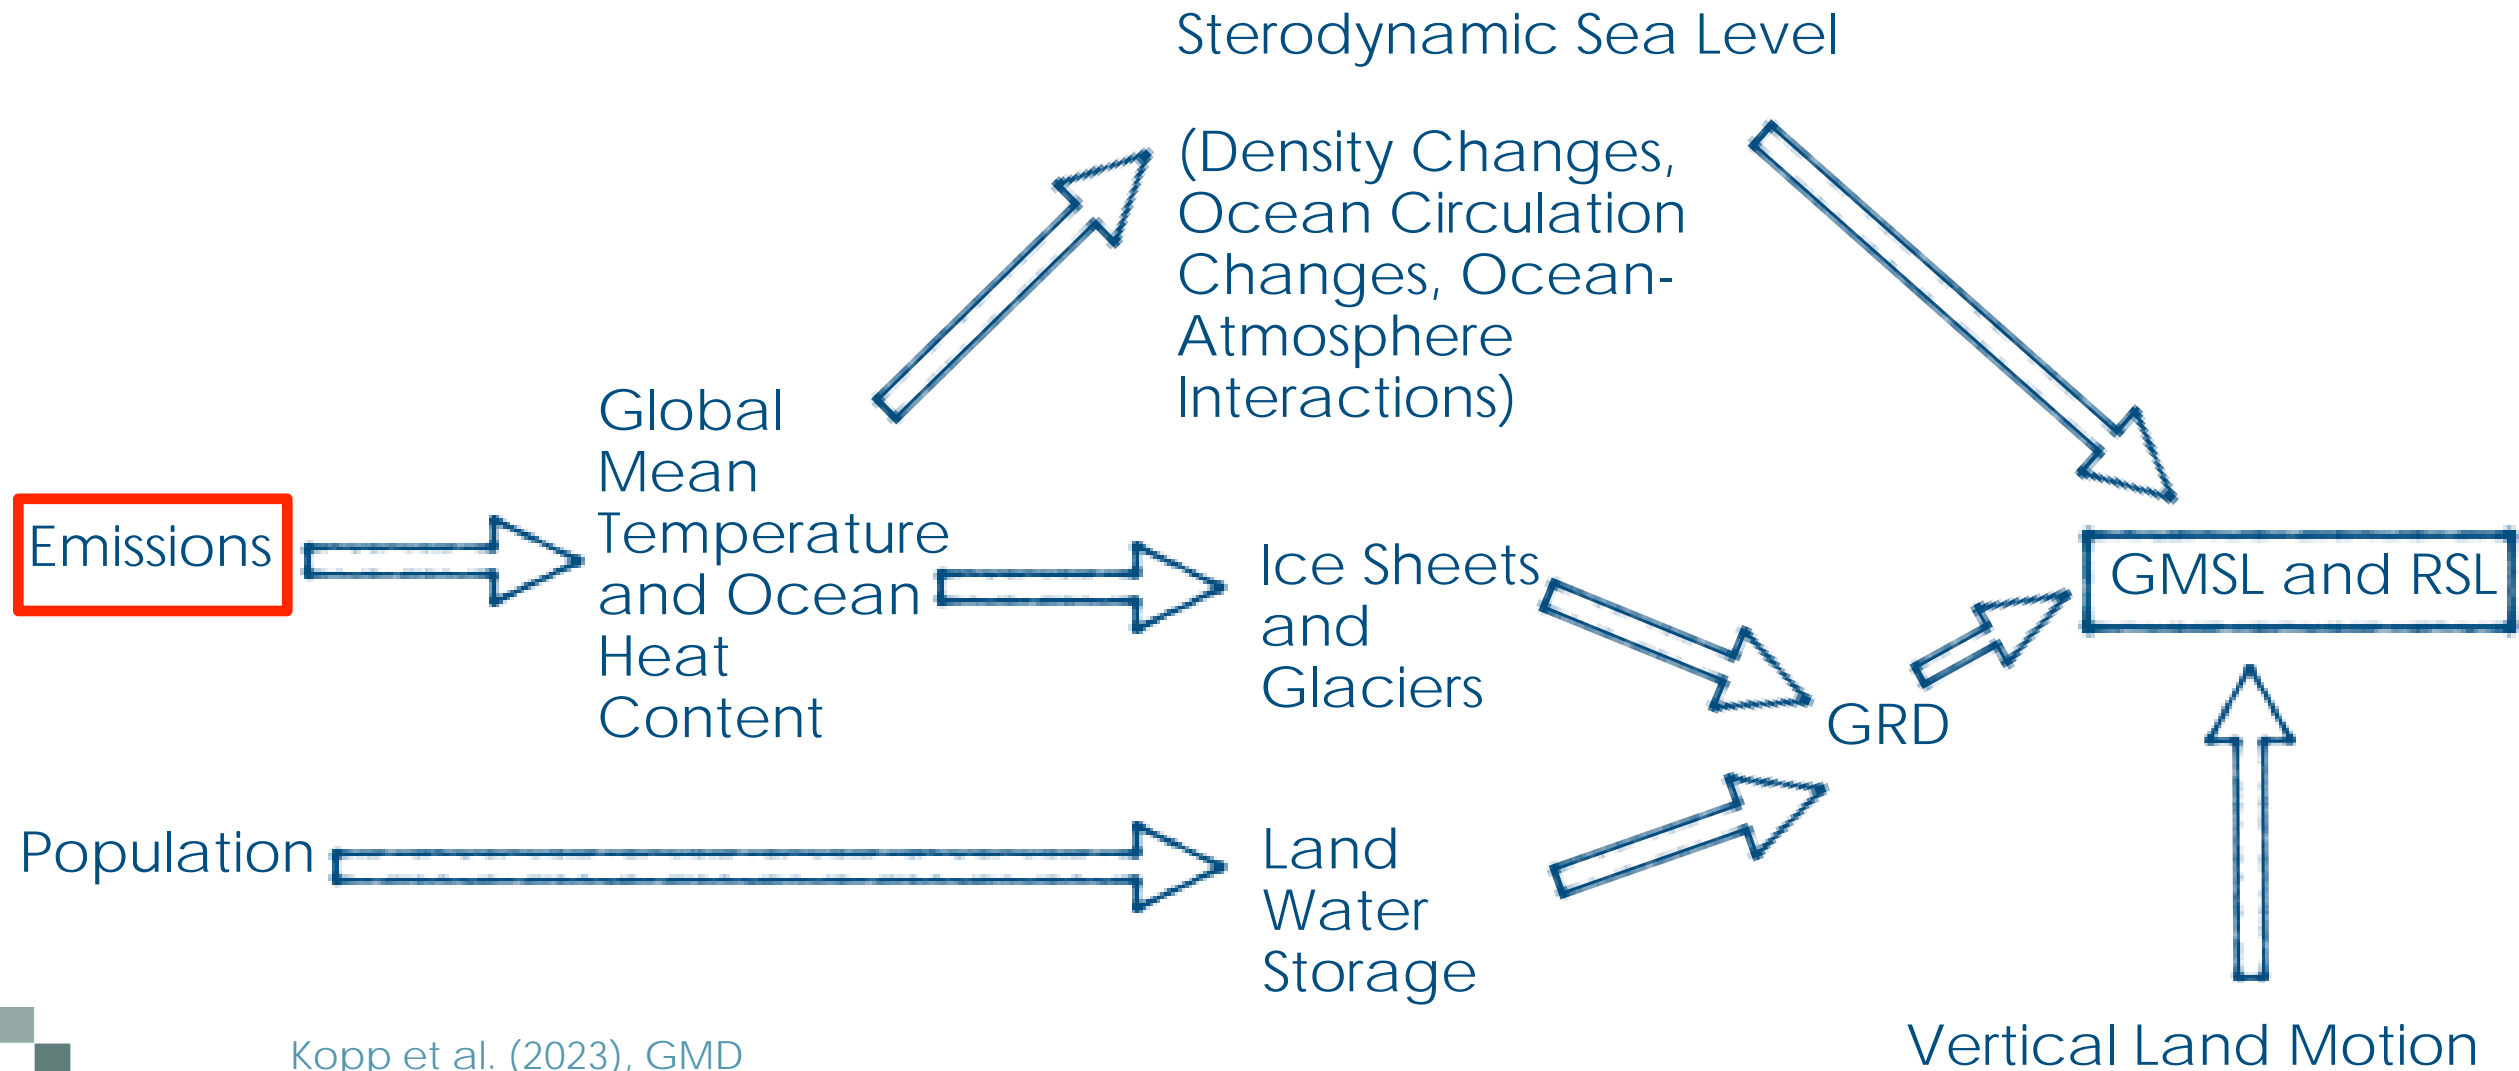 Sterodynamic Sea Level
(Density Changes,
Ocean Circulation
Changes, Ocean-
Atmosphere
Interactions)
Global
Mean
Temperature
and Ocean
Heat
Content
Emissions
Ice Sheets
and
Glaciers
GMSL and RSL
GRD
Population
Land
Water
Storage
Vertical Land Motion
Kopp et al. (2023), GMD